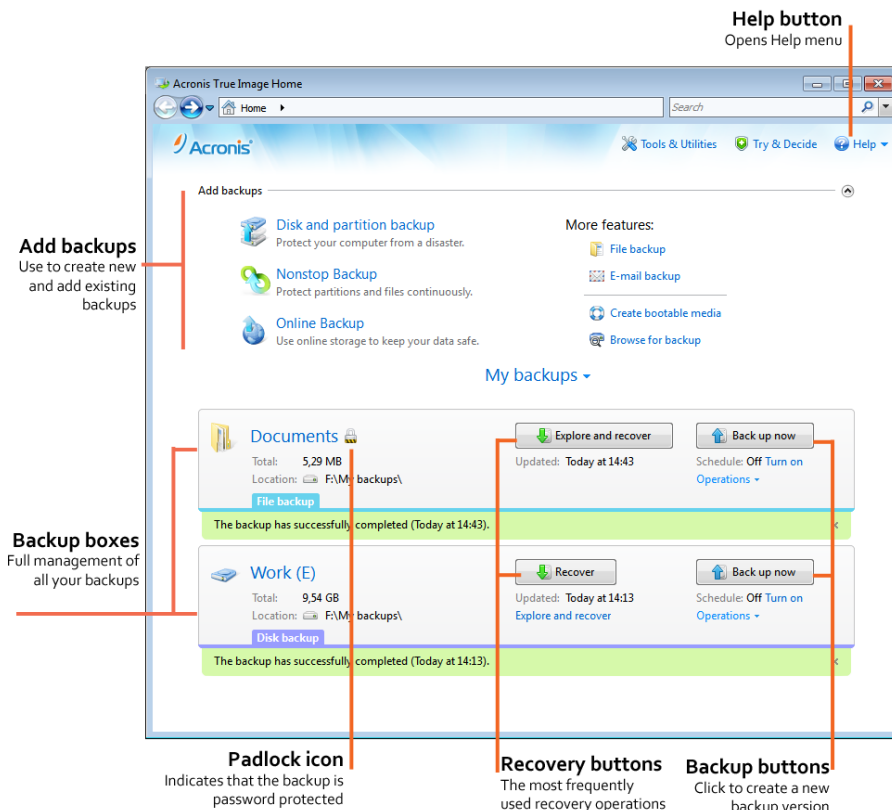 Help button
Opens Help menu
Acronis True Image Home
Home
Search
Acronis
Tools & Utilities
Try & Decide
Help
Add backups
Disk and partition backup
Protect your computer from a disaster.
Nonstop Backup
Protect partitions and files continuously.
Online Backup
Use online storage to keep your data safe.
More features:
File backup
E-mail backup
Create bootable media
Browse for backup
Add backups
Use to create new
and add existing
backups
My backups
Documents
Explore and recover
Back up now
Total: 5,29 MB
Updated: Today at 14:43
Schedule: Off Turn on
Location: F:\My backups\
Operations
File backup
The backup has successfully completed (Today at 14:43).
Backup boxes
Full management of
all your backups
Work (E)
Recover
Back up now
Total: 9,54 GB
Updated: Today at 14:13
Schedule: Off Turn on
Location: F:\My backups\
Explore and recover
Operations
Disk backup
The backup has successfully completed (Today at 14:13).
Padlock icon
Indicates that the backup is
password protected
Recovery buttons
The most frequently
used recovery operations
Backup buttons
Click to create a new
backup version